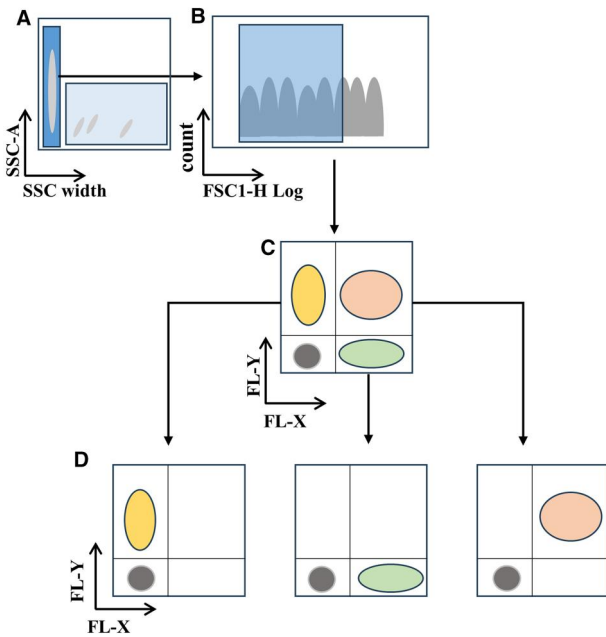 A
B
SSC-A
SSC width
count
FSC1-H Log
C
FL-Y
FL-X
D
FL-Y
FL-X